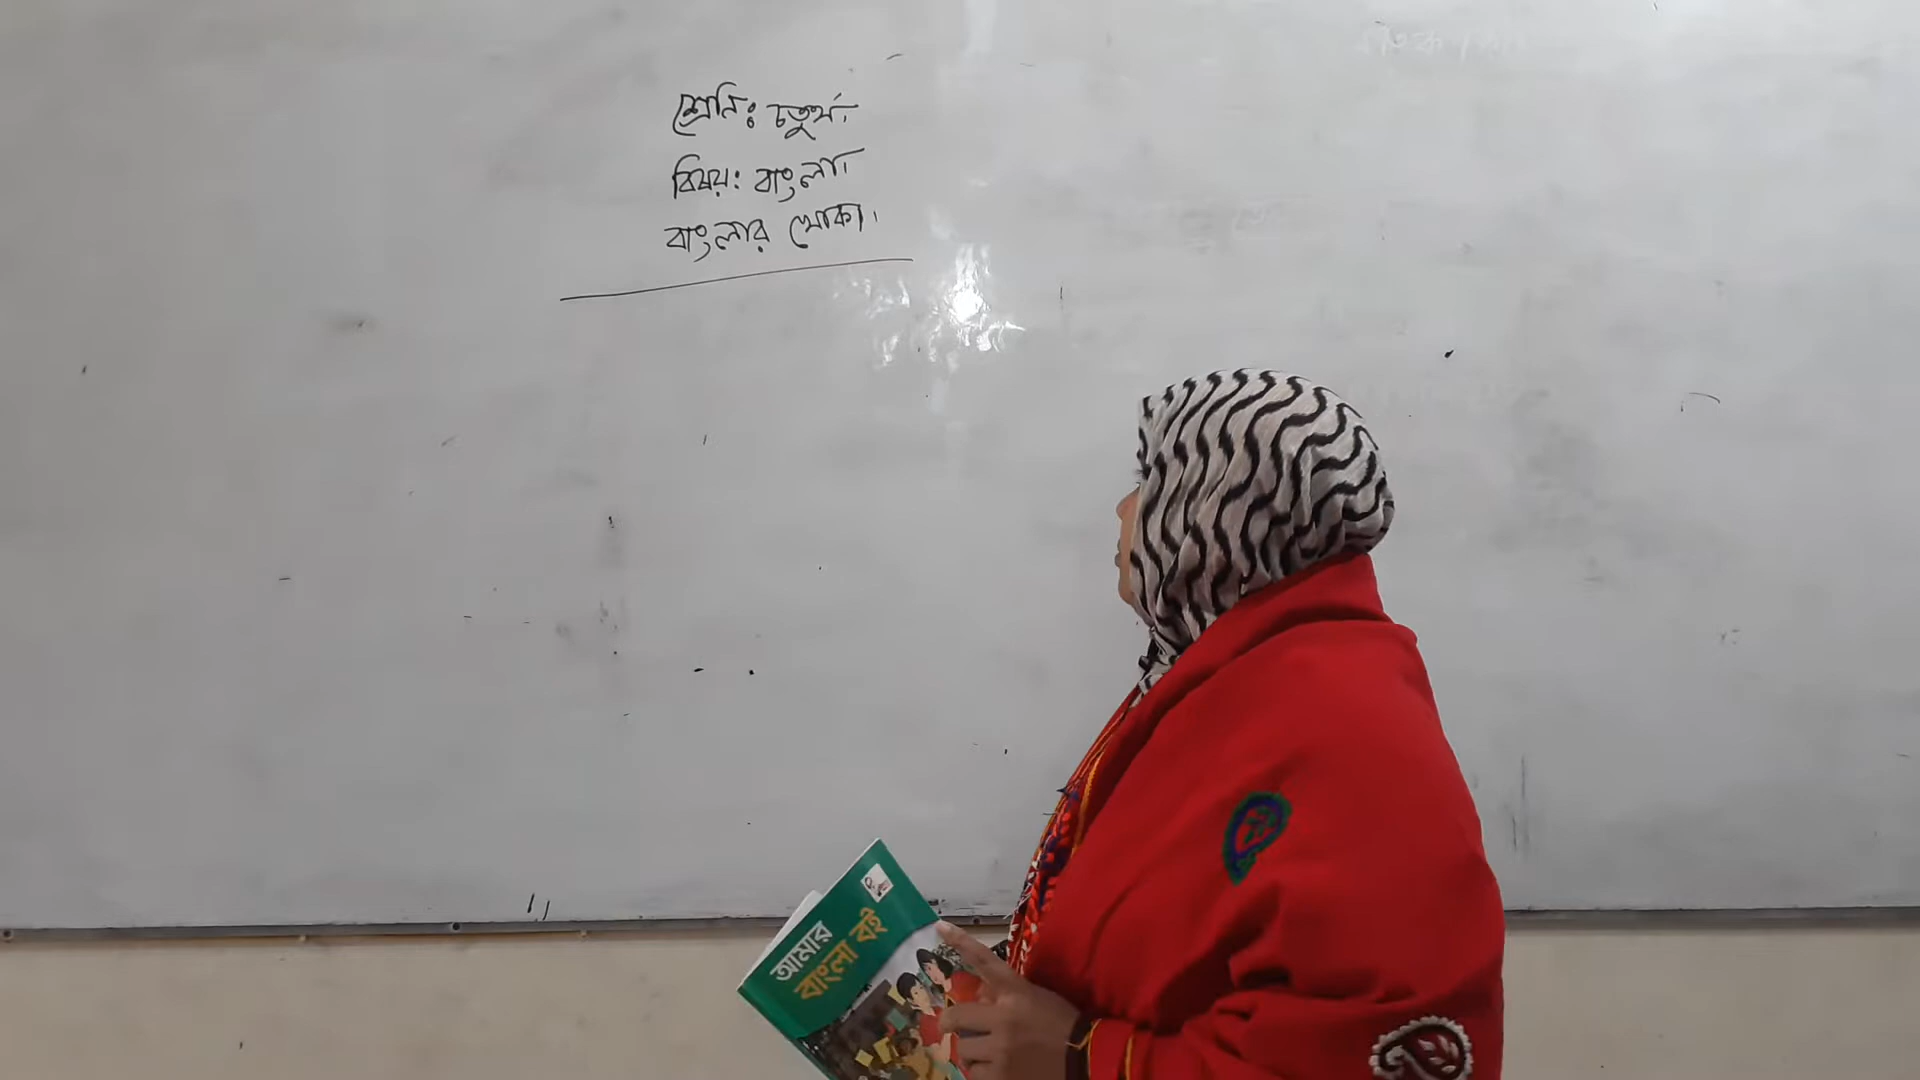 শ্রেনি: চতুর্থ।
বিষয়: বাংলা।
বাংলার খোকা।
আমার
বাংলা বই